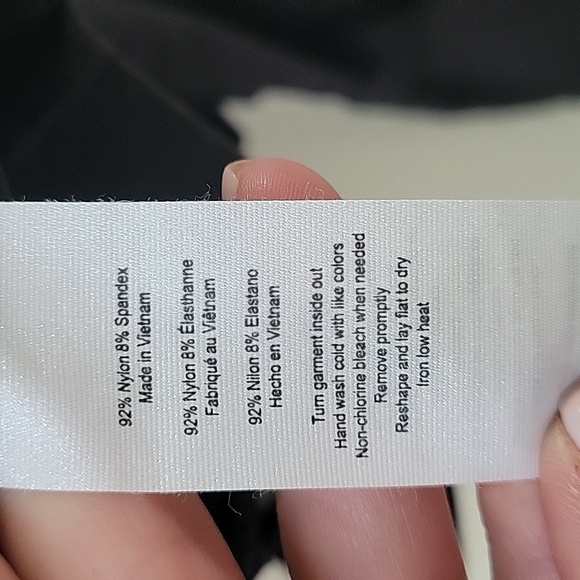 92% Nylon 8% Spandex
Made in Vietnam
92% Nylon 8% Élasthanne
Fabriqué au Viêtnam
92% Nilon 8% Elastano
Hecho en Vietnam
Turn garment inside out
Hand wash cold with like colors
Non-chlorine bleach when needed
Remove promptly
Reshape and lay flat to dry
Iron low heat